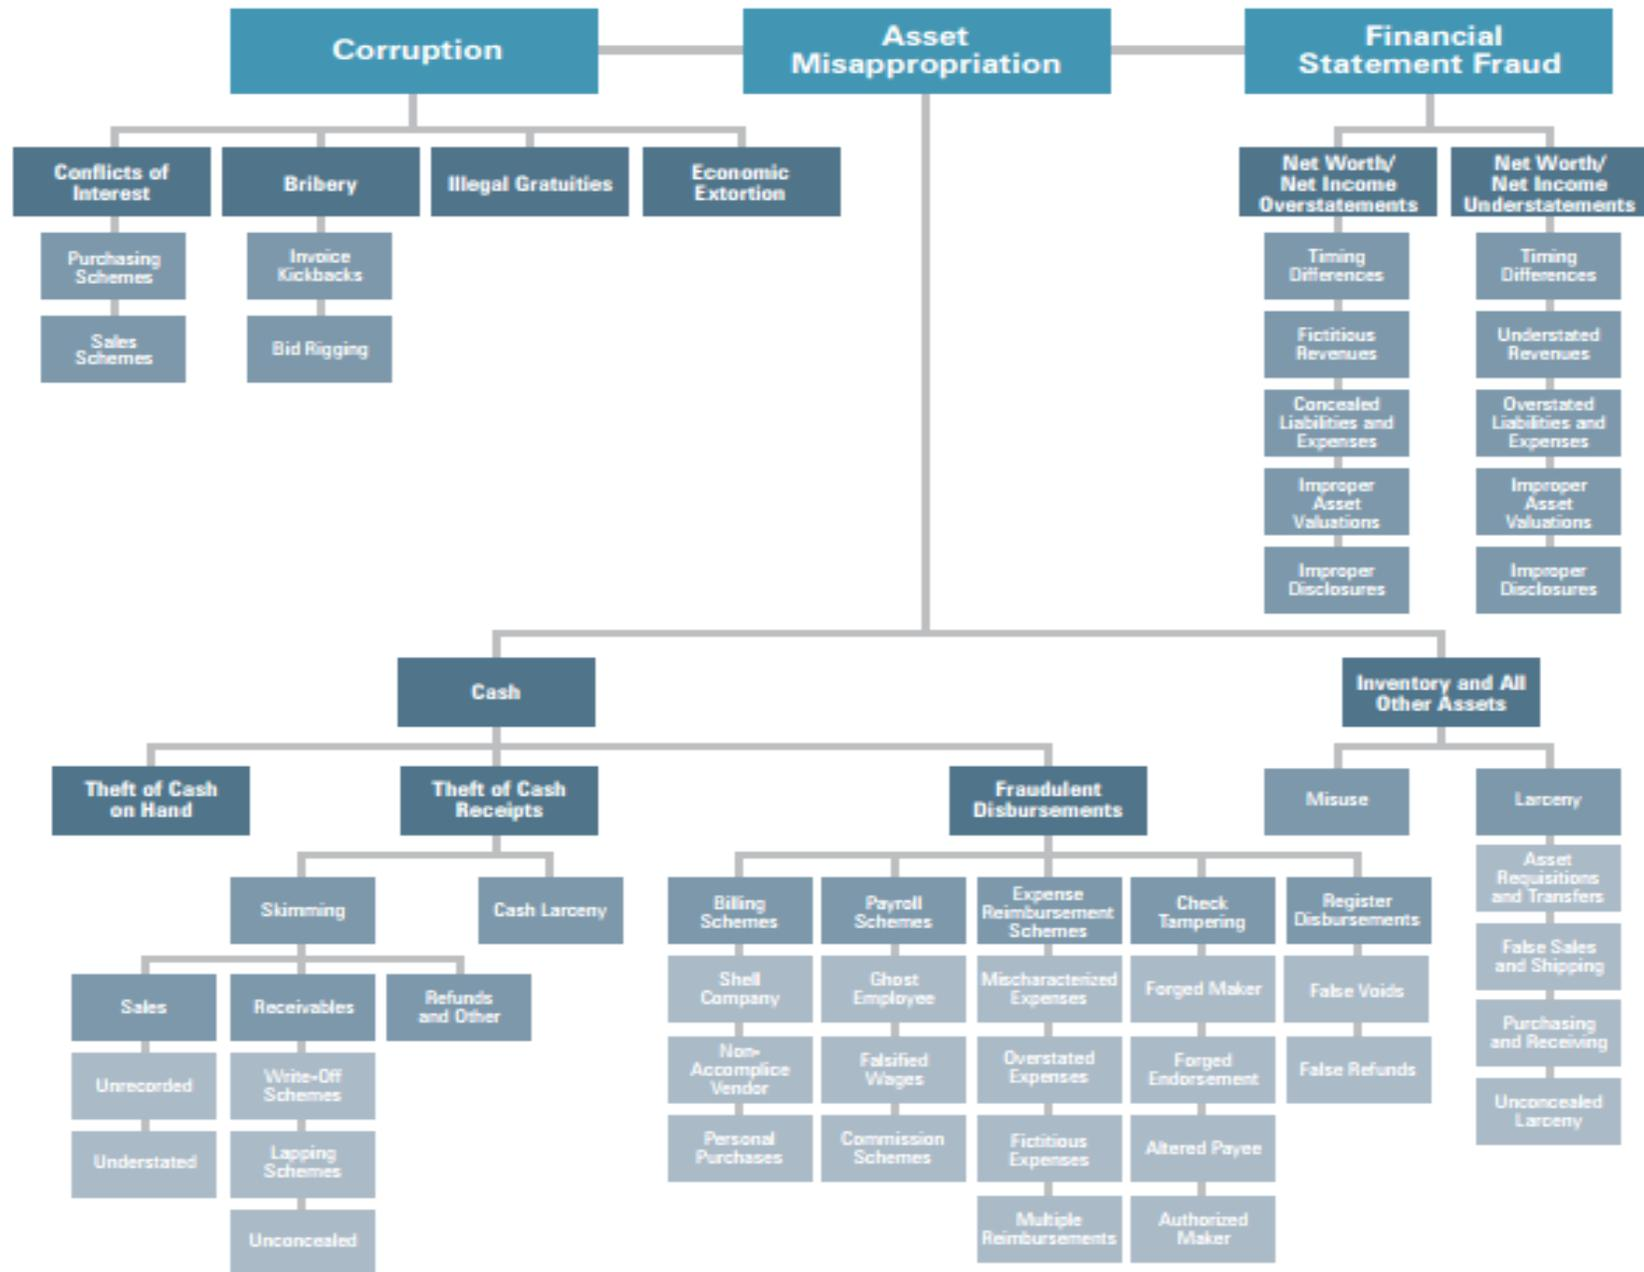 Corruption
Asset
Misappropriation
Financial
Statement Fraud
Conflicts of
Interest
Bribery
Illegal Gratuities
Economic
Extortion
Net Worth/
Net Income
Overstatements
Net Worth/
Net Income
Understatements
Purchasing
Schemes
Invoice
Kickbacks
Timing
Differences
Timing
Differences
Sales
Schemes
Bid Rigging
Fictitious
Revenues
Understated
Revenues
Concealed
Liabilities and
Expenses
Overstated
Liabilities and
Expenses
Improper
Asset
Valuations
Improper
Asset
Valuations
Improper
Disclosures
Improper
Disclosures
Cash
Inventory and All
Other Assets
Theft of Cash
on Hand
Theft of Cash
Receipts
Fraudulent
Disbursements
Misuse
Larceny
Skimming
Cash Larceny
Billing
Schemes
Payroll
Schemes
Expense
Reimbursement
Schemes
Check
Tampering
Register
Disbursements
Asset
Requisitions
and Transfers
Sales
Receivables
Refunds
and Other
Shell
Company
Ghost
Employee
Mischaracterized
Expenses
Forged Maker
False Voids
False Sales
and Shipping
Unrecorded
Write-Off
Schemes
Non-
Accomplice
Vendor
Falsified
Wages
Overstated
Expenses
Forged
Endorsement
False Refunds
Purchasing
and Receiving
Understated
Lapping
Schemes
Personal
Purchases
Commission
Schemes
Fictitious
Expenses
Altered Payee
Unconcealed
Larceny
Unconcealed
Multiple
Reimbursements
Authorized
Maker